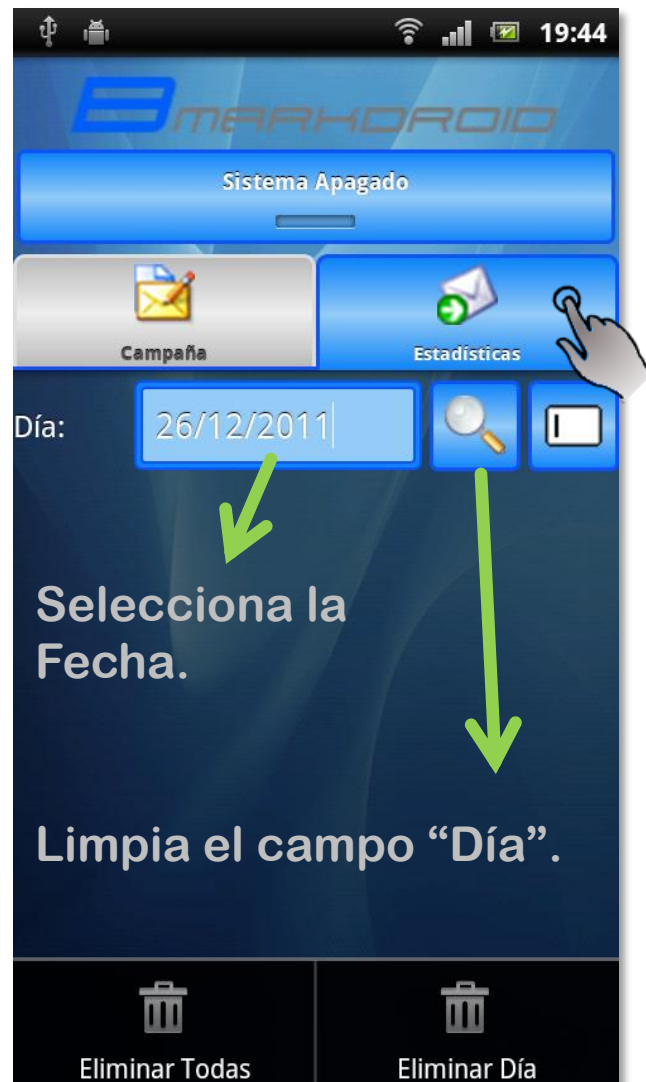 19:44
Bmarkdroid
Sistema Apagado
Campaña Estadísticas
Día: 26/12/2011
Selecciona la
Fecha.
Limpia el campo “Día”.
Eliminar Todas Eliminar Día